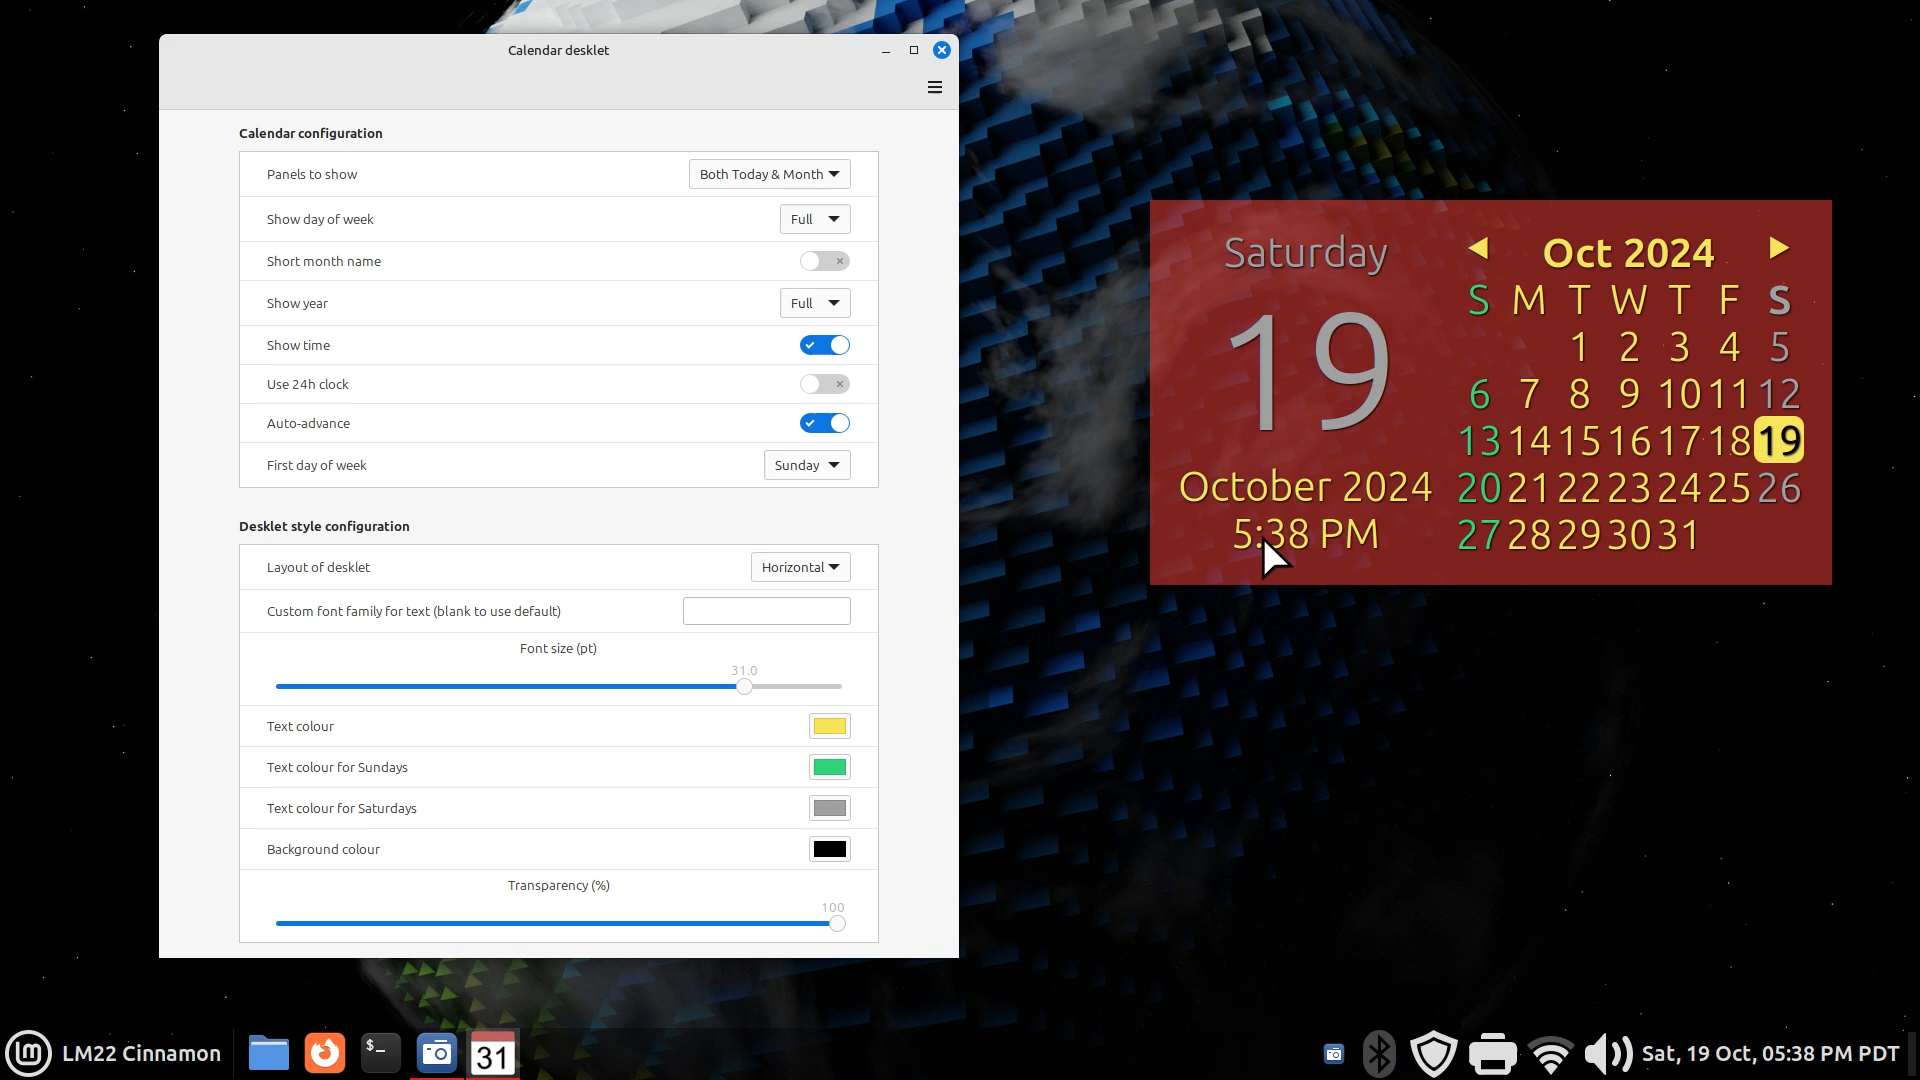 Calendar desklet
Calendar configuration
Panels to show Both Today & Month
Show day of week Full
Short month name
Show year Full
Show time
Use 24h clock
Auto-advance
First day of week Sunday
Desklet style configuration
Layout of desklet Horizontal
Custom font family for text (blank to use default)
Font size (pt)
31.0
Text colour
Text colour for Sundays
Text colour for Saturdays
Background colour
Transparency (%)
100
Saturday
19
October 2024
5:38 PM
Oct 2024
S M T W T F S
1 2 3 4 5
6 7 8 9 10 11 12
13 14 15 16 17 18 19
20 21 22 23 24 25 26
27 28 29 30 31
LM22 Cinnamon
$_
31
Sat, 19 Oct, 05:38 PM PDT